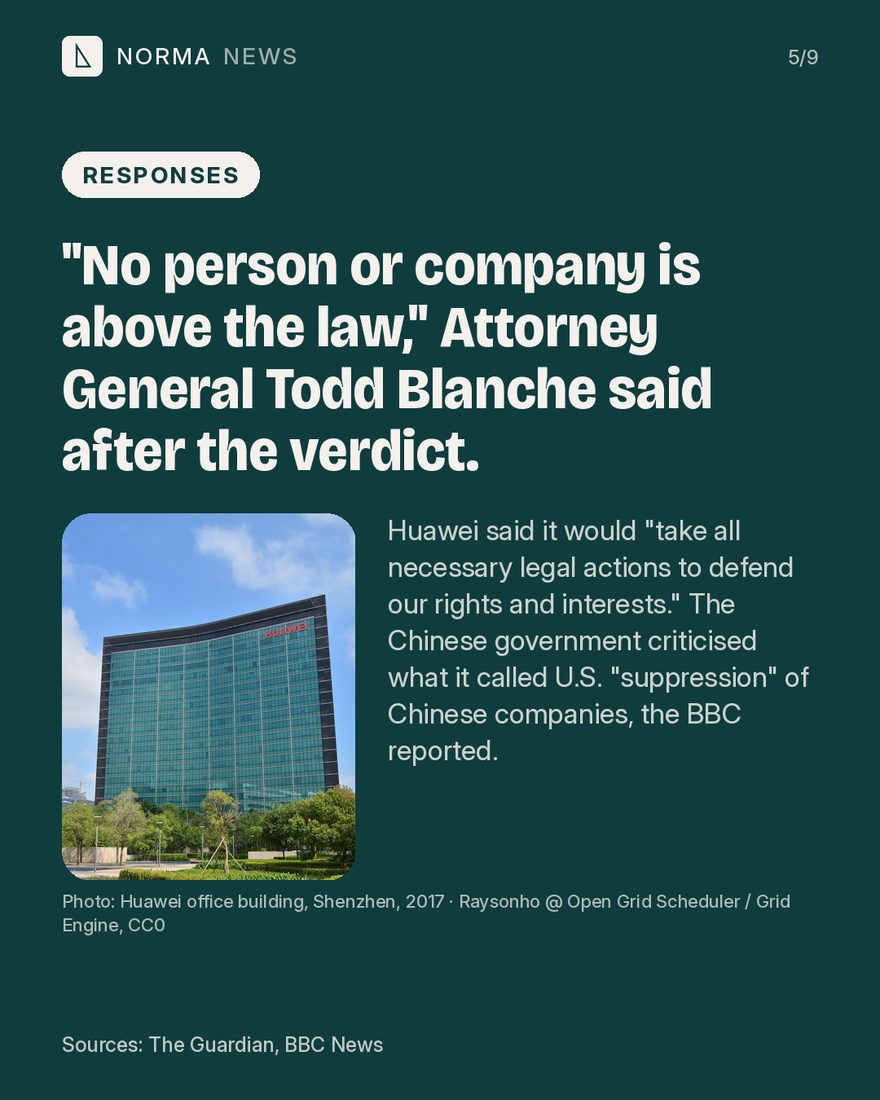 NORMA NEWS
5/9
RESPONSES
"No person or company is
above the law," Attorney
General Todd Blanche said
after the verdict.
HUAWEI
Huawei said it would "take all
necessary legal actions to defend
our rights and interests." The
Chinese government criticised
what it called U.S. "suppression" of
Chinese companies, the BBC
reported.
Photo: Huawei office building, Shenzhen, 2017 · Raysonho @ Open Grid Scheduler / Grid
Engine, CC0
Sources: The Guardian, BBC News